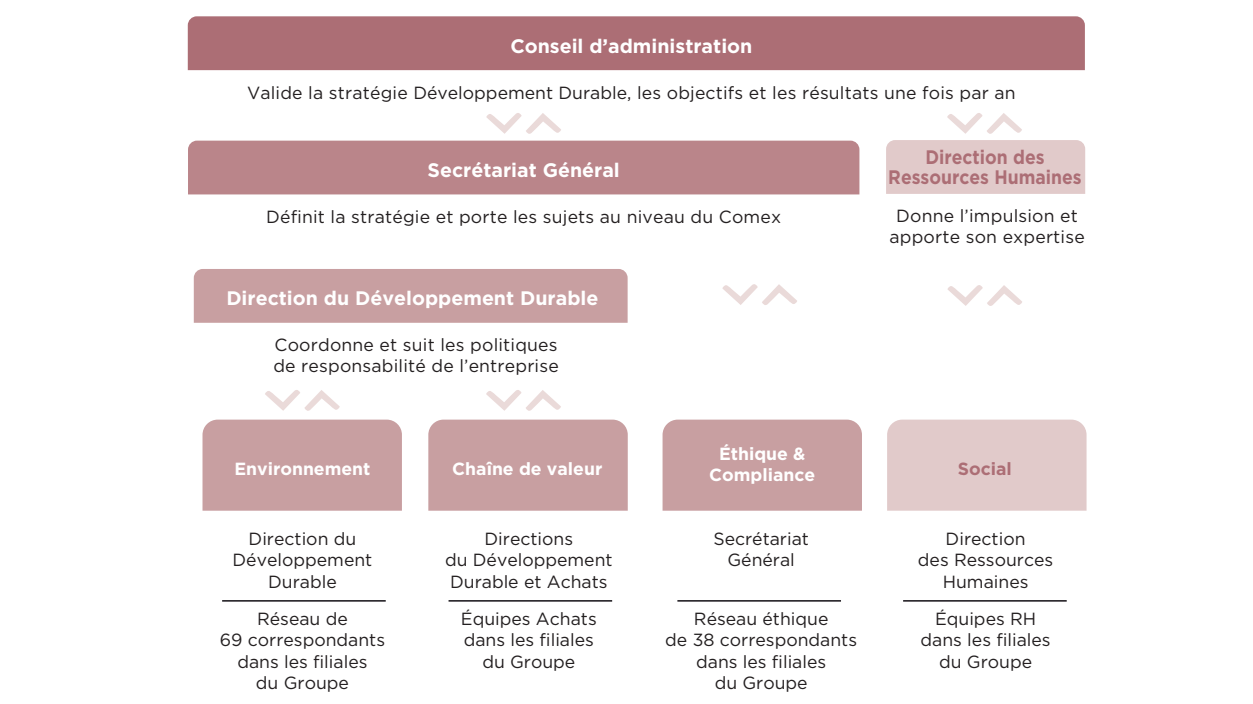 Conseil d’administration
Valide la stratégie Développement Durable, les objectifs et les résultats une fois par an
Secrétariat Général
Définit la stratégie et porte les sujets au niveau du Comex
Direction des
Ressources Humaines
Donne l’impulsion et
apporte son expertise
Direction du Développement Durable
Coordonne et suit les politiques
de responsabilité de l’entreprise
Environnement
Direction du
Développement
Durable
Réseau de
69 correspondants
dans les filiales
du Groupe
Chaîne de valeur
Directions
du Développement
Durable et Achats
Équipes Achats
dans les filiales
du Groupe
Éthique &
Compliance
Secrétariat
Général
Réseau éthique
de 38 correspondants
dans les filiales
du Groupe
Social
Direction
des Ressources
Humaines
Équipes RH
dans les filiales
du Groupe